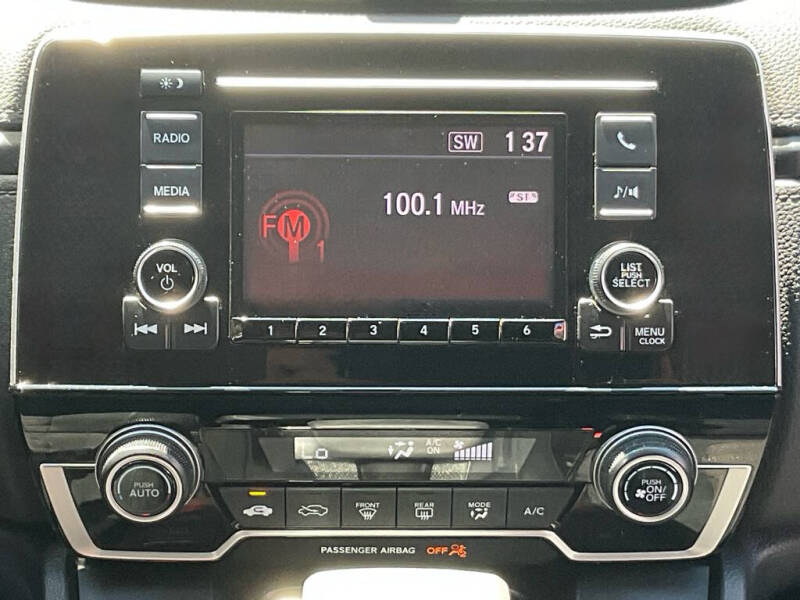 SW 1 37
RADIO
MEDIA
100.1 MHz
ST
FM 1
♪/
VOL
LIST
PUSH
SELECT
1 2 3 4 5 6
MENU
CLOCK
A/C
ON
PUSH
AUTO
PUSH
ON/
OFF
FRONT
REAR
MODE
A/C
PASSENGER AIRBAG OFF